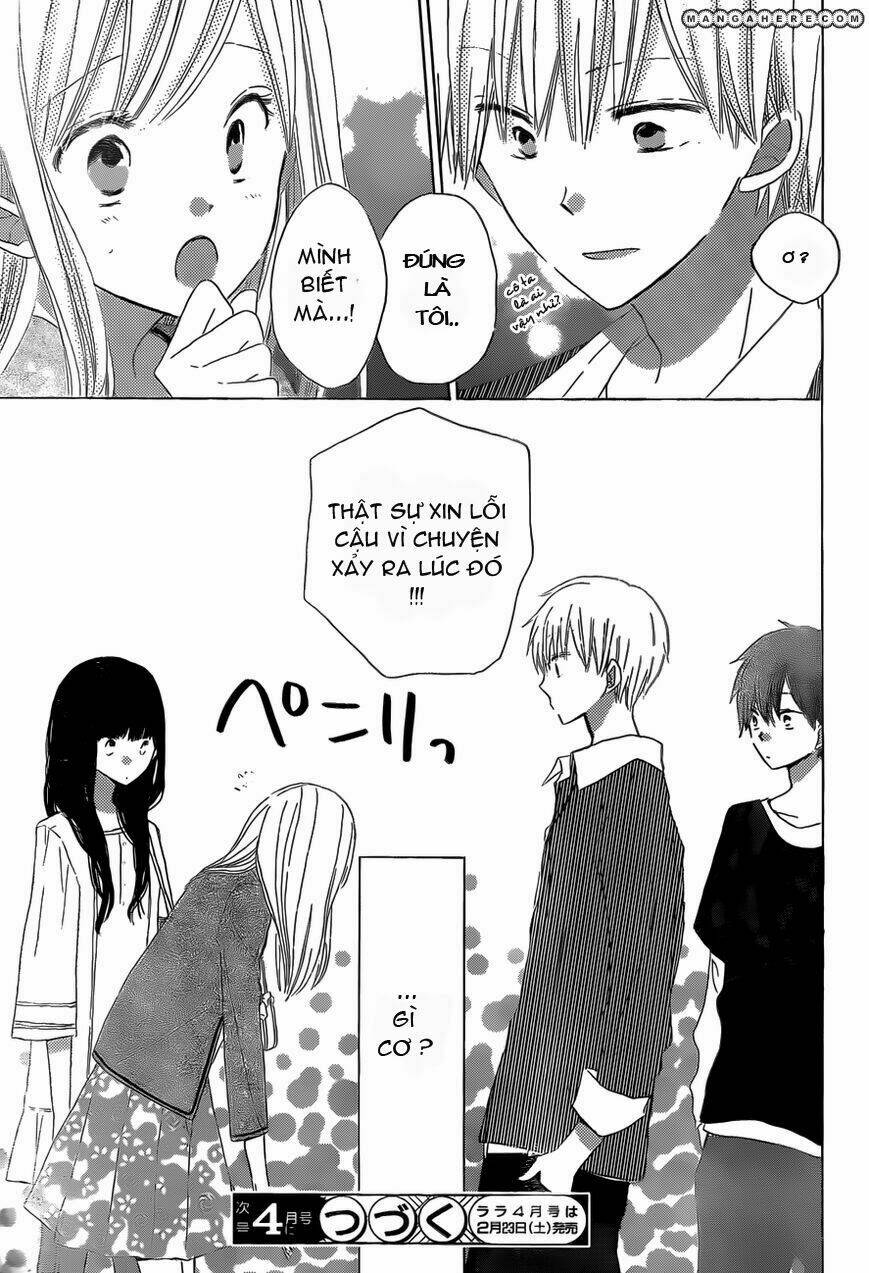 MANGAHERE.COM
Ơ?
cô ta
là ai
vậy nhỉ?
ĐÚNG
LÀ
TÔI..
MÌNH
BIẾT
MÀ...!
THẬT SỰ XIN LỖI
CẬU VÌ CHUYỆN
XẢY RA LÚC ĐÓ
!!!
ペコリっ
...
GÌ
CƠ ?
次号4月号に
つづく
ララ4月号は
2月23日(土)発売